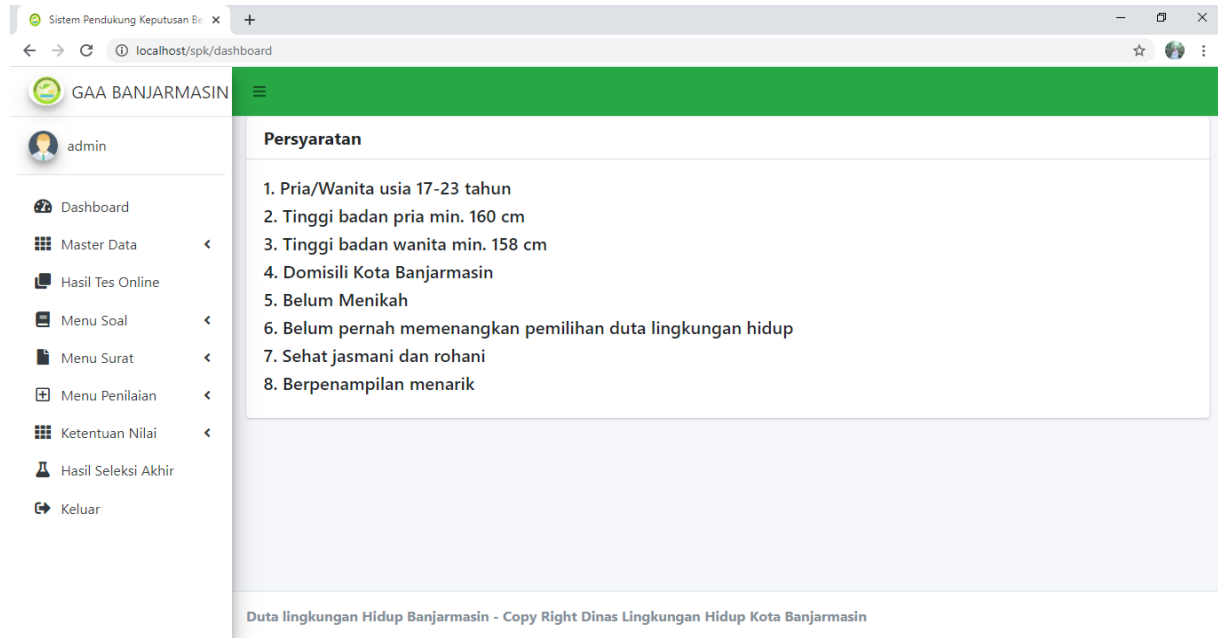 Sistem Pendukung Keputusan Be
localhost/spk/dashboard
GAA BANJARMASIN
admin
Dashboard
Master Data
Hasil Tes Online
Menu Soal
Menu Surat
Menu Penilaian
Ketentuan Nilai
Hasil Seleksi Akhir
Keluar
Persyaratan
1. Pria/Wanita usia 17-23 tahun
2. Tinggi badan pria min. 160 cm
3. Tinggi badan wanita min. 158 cm
4. Domisili Kota Banjarmasin
5. Belum Menikah
6. Belum pernah memenangkan pemilihan duta lingkungan hidup
7. Sehat jasmani dan rohani
8. Berpenampilan menarik
Duta lingkungan Hidup Banjarmasin - Copy Right Dinas Lingkungan Hidup Kota Banjarmasin